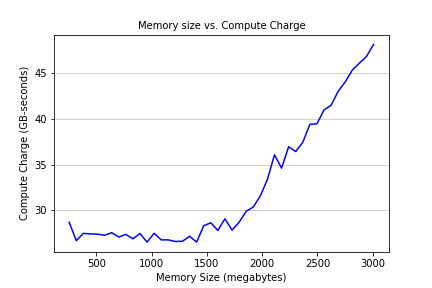 Memory size vs. Compute Charge
Compute Charge (GB-seconds)
45
40
35
30
500 1000 1500 2000 2500 3000
Memory Size (megabytes)